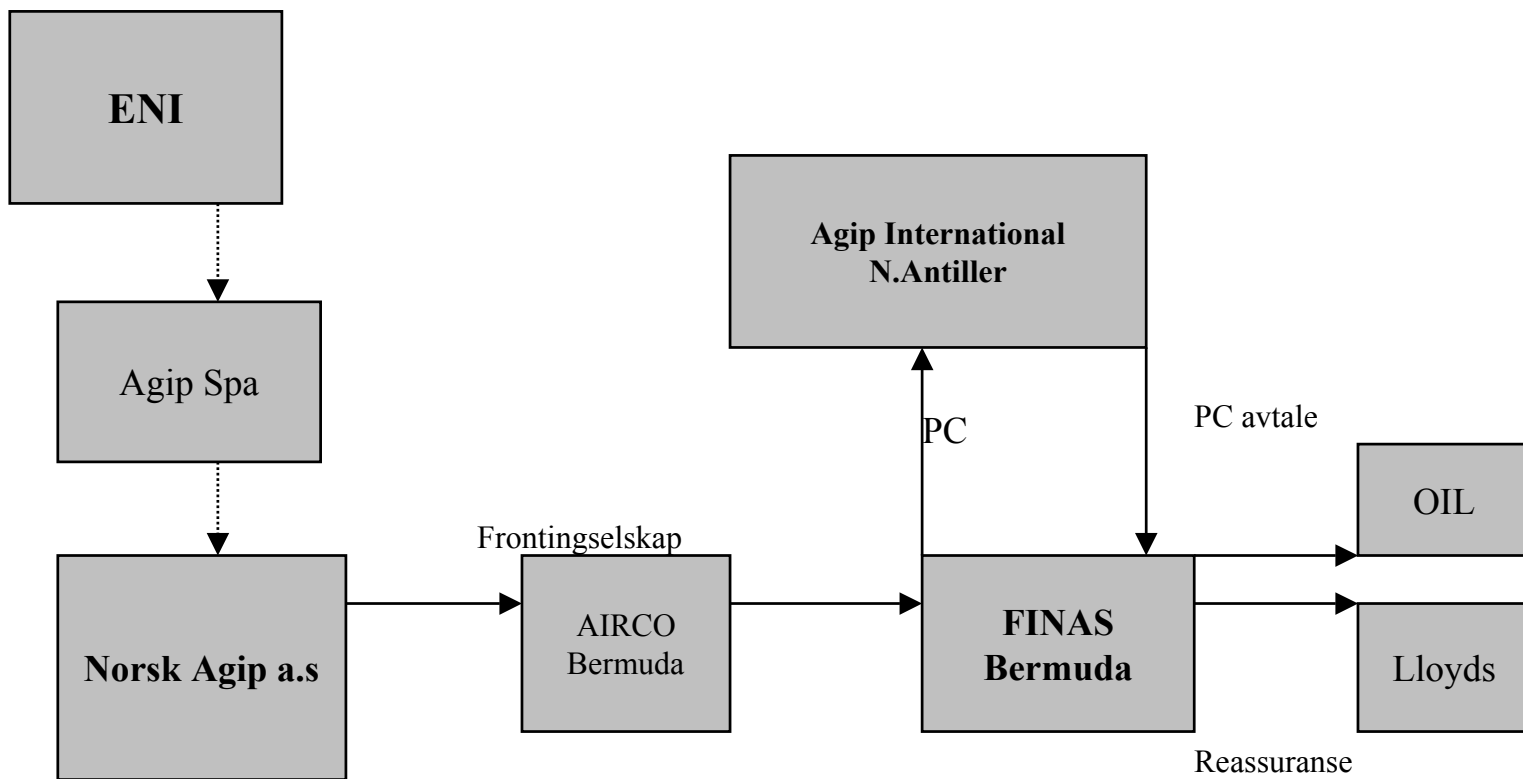 ENI
Agip International
N.Antiller
Agip Spa
PC
PC avtale
OIL
Frontingselskap
Norsk Agip a.s
AIRCO
Bermuda
FINAS
Bermuda
Lloyds
Reassuranse